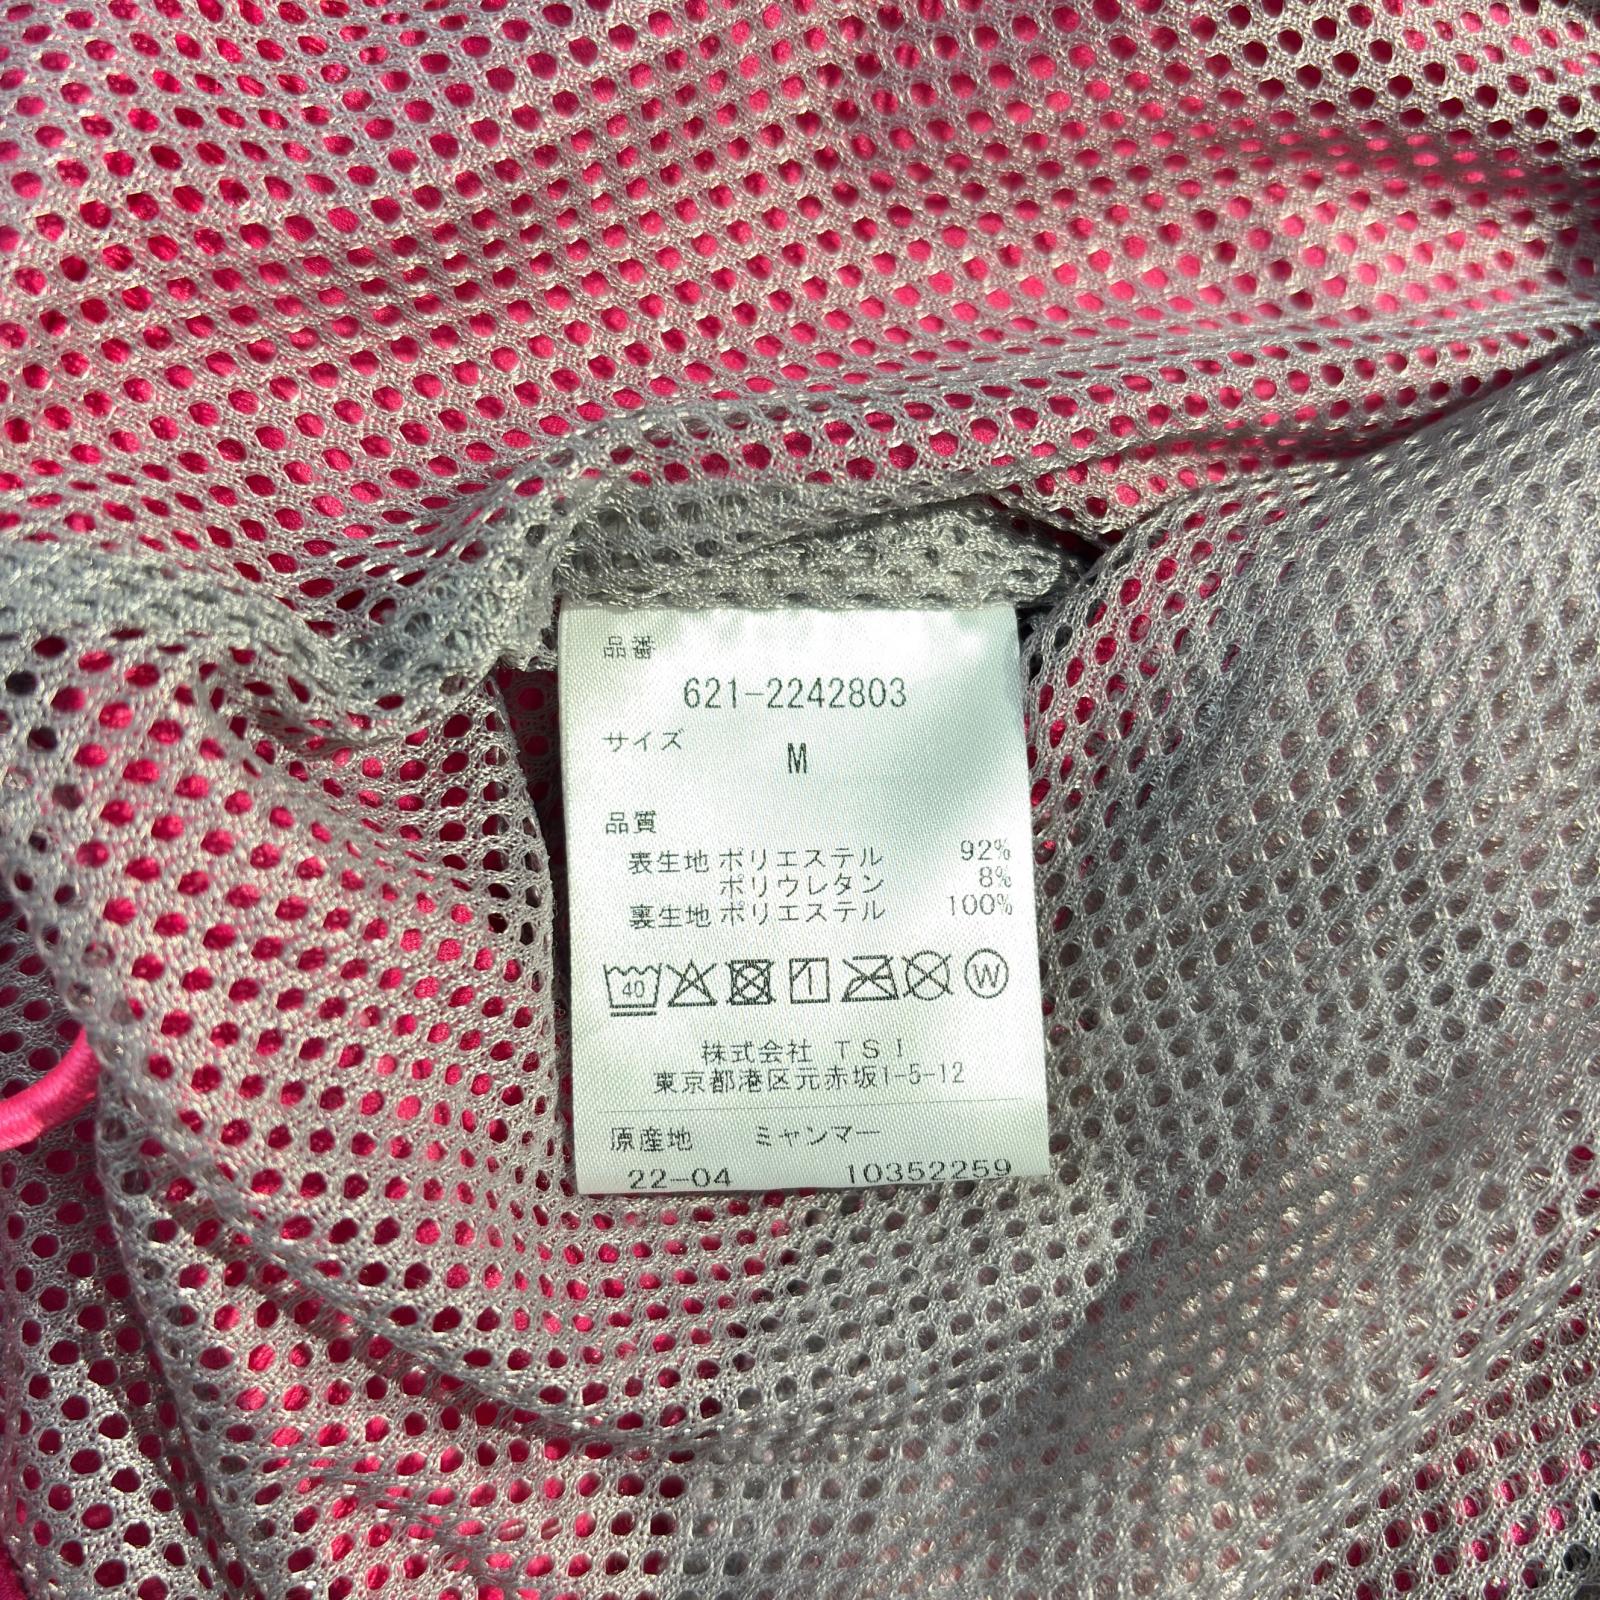 品番
621-2242803
サイズ
M
品質
表生地 ポリエステル 92%
ポリウレタン 8%
裏生地 ポリエステル 100%
40 W
株式会社 TSI
東京都港区元赤坂1-5-12
原産地 ミャンマー
22-04 10352259